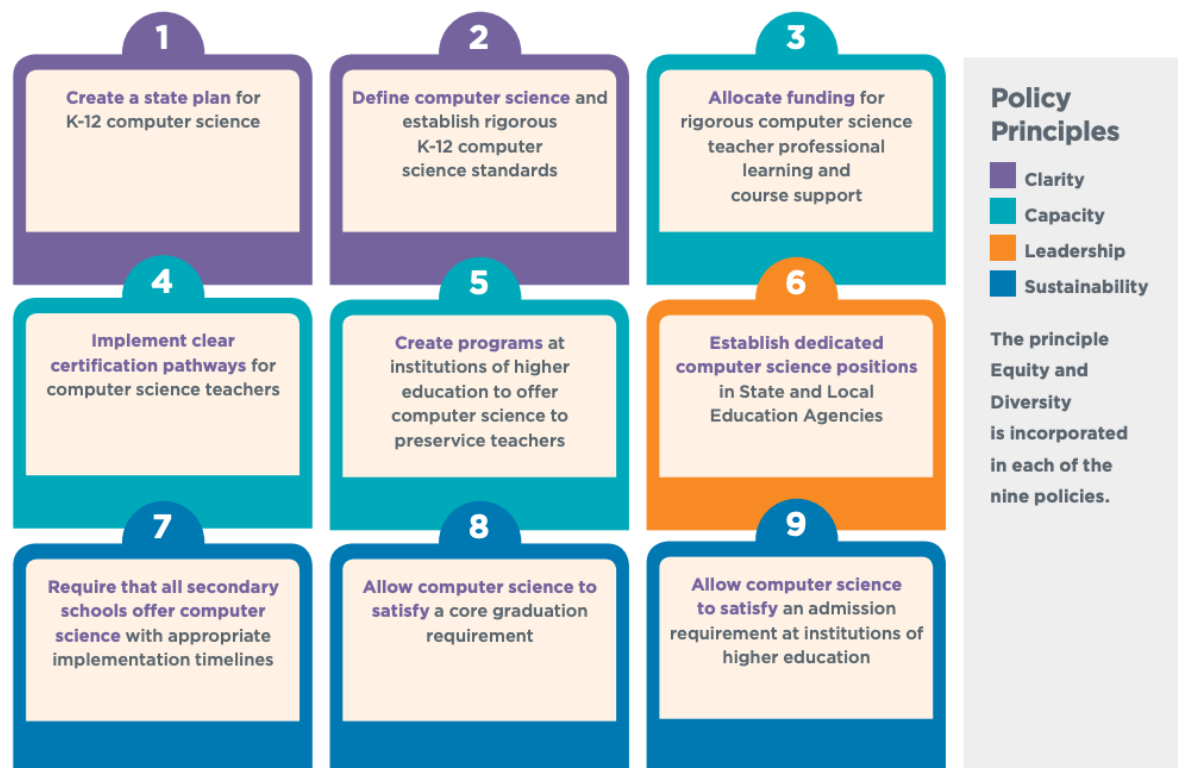 1
Create a state plan for
K-12 computer science
2
Define computer science and
establish rigorous
K-12 computer
science standards
3
Allocate funding for
rigorous computer science
teacher professional
learning and
course support
4
Implement clear
certification pathways for
computer science teachers
5
Create programs at
institutions of higher
education to offer
computer science to
preservice teachers
6
Establish dedicated
computer science positions
in State and Local
Education Agencies
7
Require that all secondary
schools offer computer
science with appropriate
implementation timelines
8
Allow computer science to
satisfy a core graduation
requirement
9
Allow computer science
to satisfy an admission
requirement at institutions of
higher education
Policy
Principles
Clarity
Capacity
Leadership
Sustainability
The principle
Equity and
Diversity
is incorporated
in each of the
nine policies.